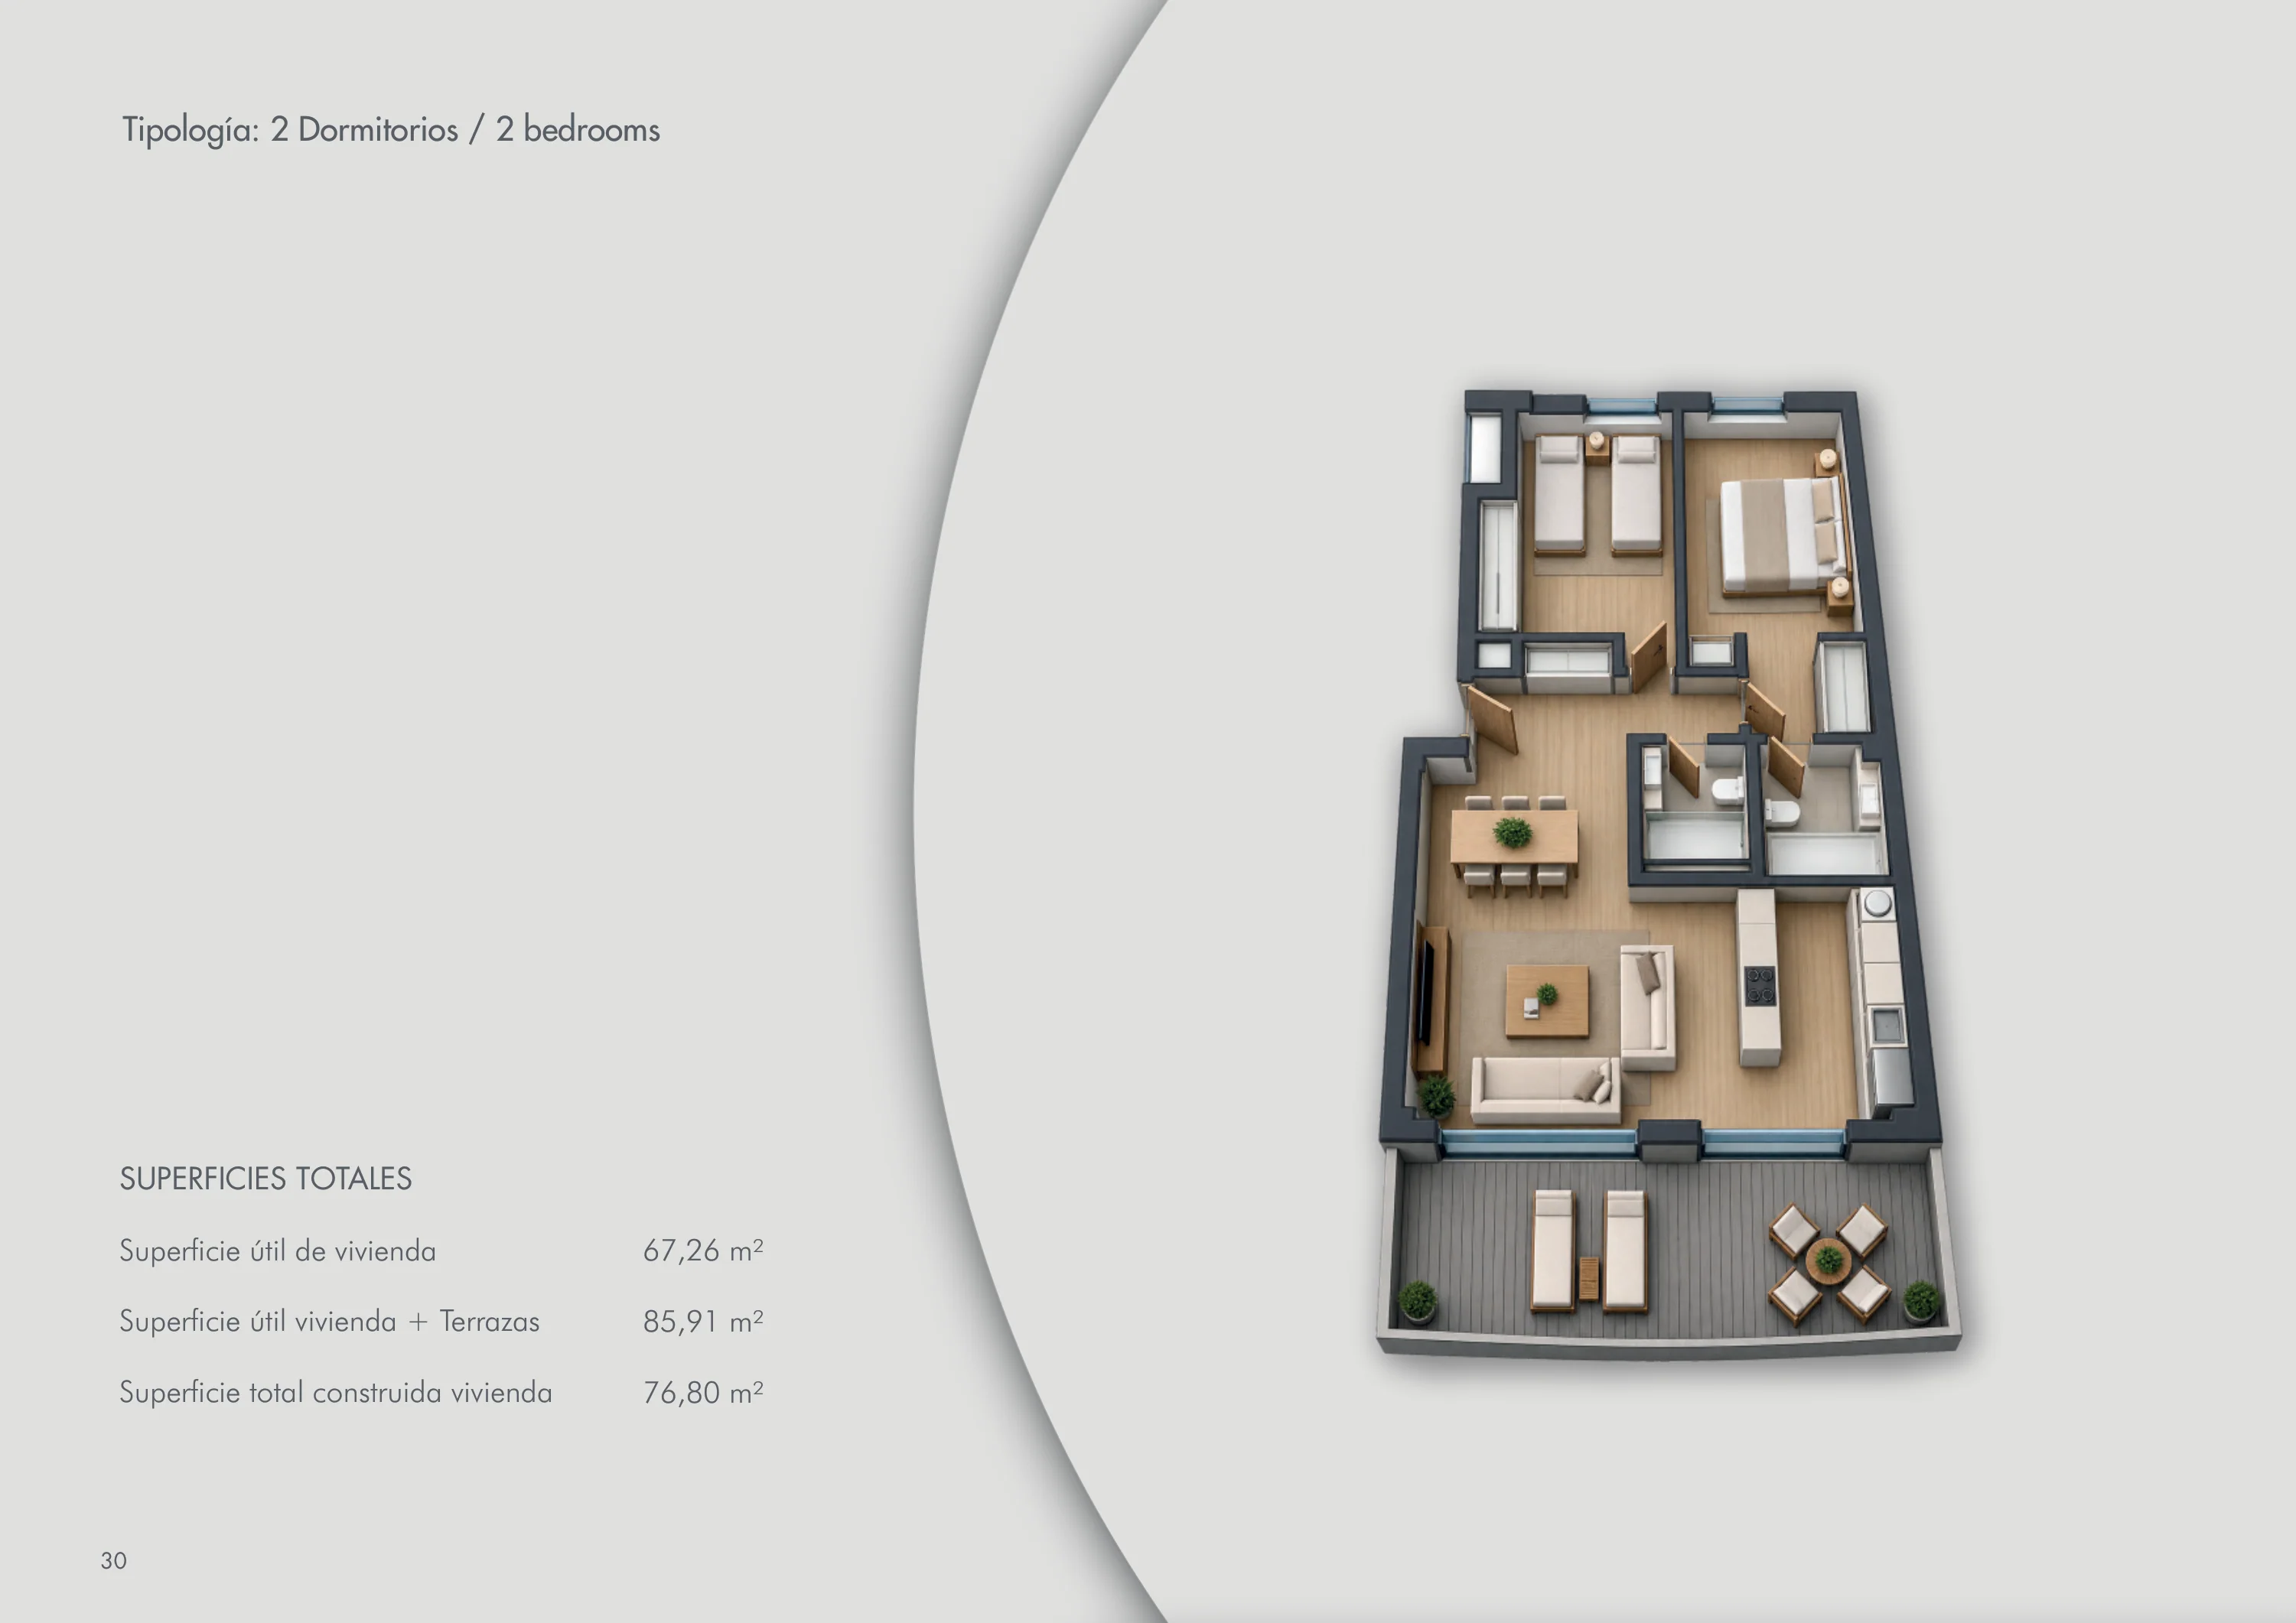 Tipología: 2 Dormitorios / 2 bedrooms
SUPERFICIES TOTALES
Superficie útil de vivienda 67,26 m²
Superficie útil vivienda + Terrazas 85,91 m²
Superficie total construida vivienda 76,80 m²
30